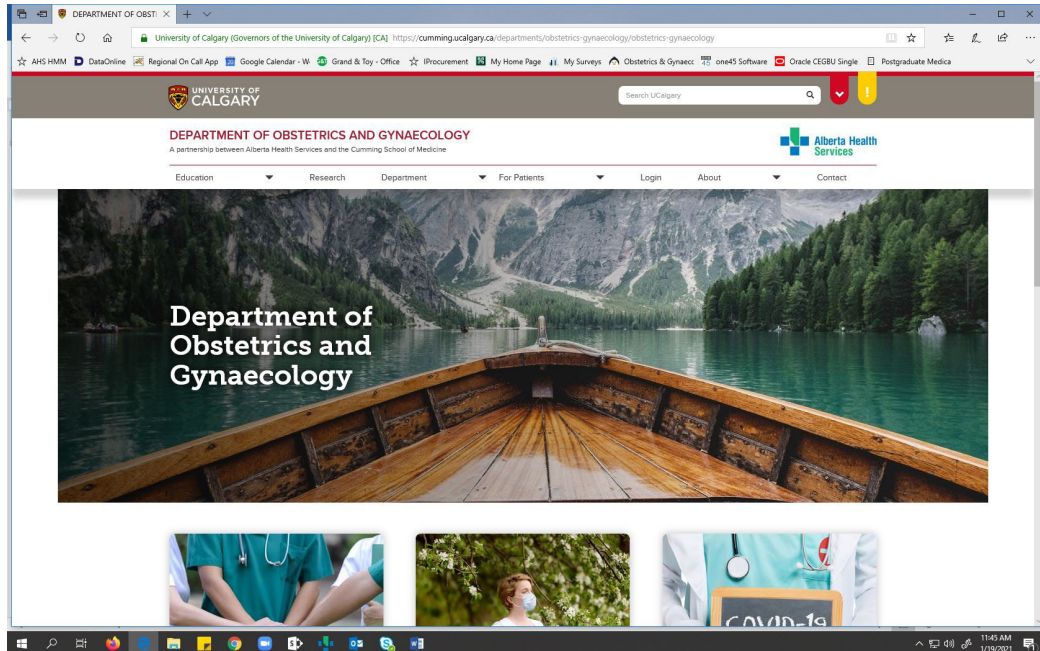 DEPARTMENT OF OBST
University of Calgary (Governors of the University of Calgary) [CA] https://cumming.ucalgary.ca/departments/obstetrics-gynaecology/obstetrics-gynaecology
AHS HMM DataOnline Regional On Call App Google Calendar - W Grand & Toy - Office IProcurement My Home Page My Surveys Obstetrics & Gynaecc one45 Software Oracle CEGBU Single Postgraduate Medica
UNIVERSITY OF
CALGARY
Search UCalgary
DEPARTMENT OF OBSTETRICS AND GYNAECOLOGY
A partnership between Alberta Health Services and the Cumming School of Medicine
Alberta Health
Services
Education Research Department For Patients Login About Contact
Department of
Obstetrics and
Gynaecology
COVID-19
11:45 AM
1/19/2021